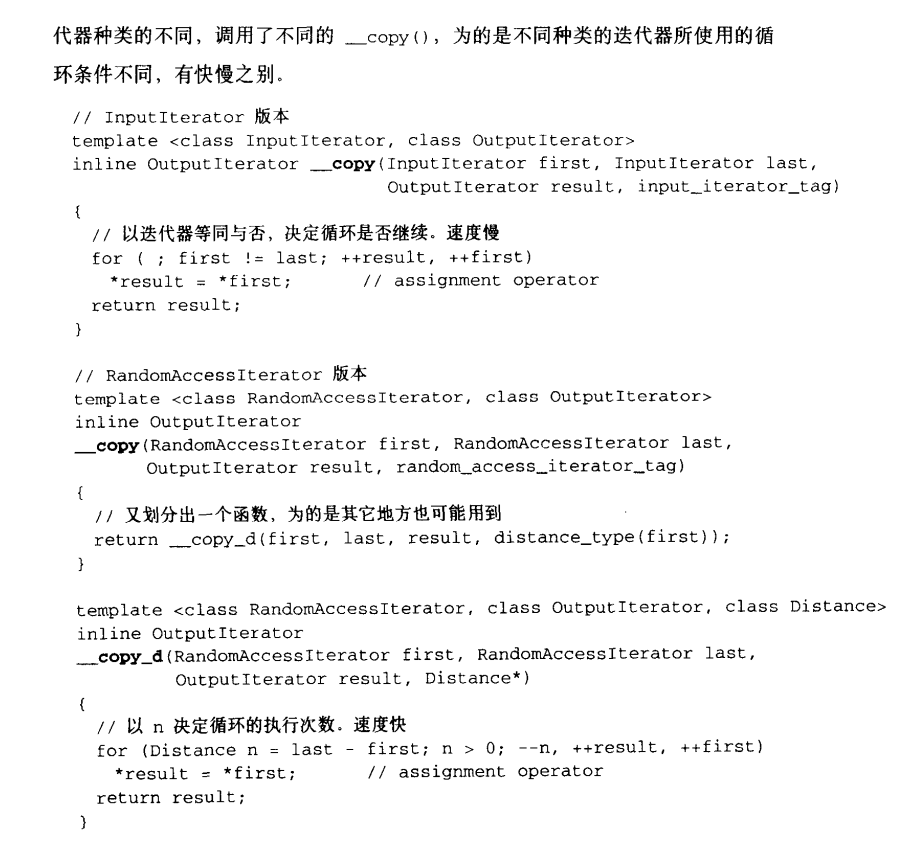 代器种类的不同，调用了不同的 __copy()，为的是不同种类的迭代器所使用的循
环条件不同，有快慢之别。
// InputIterator 版本
template <class InputIterator, class OutputIterator>
inline OutputIterator __copy(InputIterator first, InputIterator last,
                             OutputIterator result, input_iterator_tag)
{
  // 以迭代器等同与否，决定循环是否继续。速度慢
  for ( ; first != last; ++result, ++first)
    *result = *first;      // assignment operator
  return result;
}
// RandomAccessIterator 版本
template <class RandomAccessIterator, class OutputIterator>
inline OutputIterator
__copy(RandomAccessIterator first, RandomAccessIterator last,
       OutputIterator result, random_access_iterator_tag)
{
  // 又划分出一个函数，为的是其它地方也可能用到
  return __copy_d(first, last, result, distance_type(first));
}
template <class RandomAccessIterator, class OutputIterator, class Distance>
inline OutputIterator
__copy_d(RandomAccessIterator first, RandomAccessIterator last,
         OutputIterator result, Distance*)
{
  // 以 n 决定循环的执行次数。速度快
  for (Distance n = last - first; n > 0; --n, ++result, ++first)
    *result = *first;      // assignment operator
  return result;
}